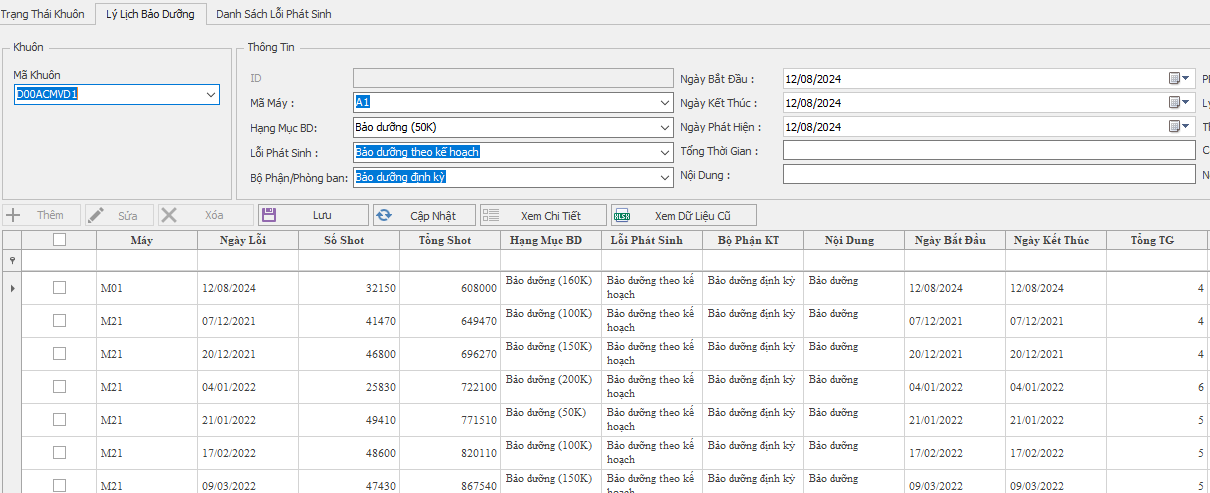 Trạng Thái Khuôn Lý Lịch Bảo Dưỡng Danh Sách Lỗi Phát Sinh
Khuôn
Mã Khuôn
D00ACMVD1
Thông Tin
ID
Mã Máy : A1
Hạng Mục BD: Bảo dưỡng (50K)
Lỗi Phát Sinh : Bảo dưỡng theo kế hoạch
Bộ Phận/Phòng ban: Bảo dưỡng định kỳ
Ngày Bắt Đầu : 12/08/2024
Ngày Kết Thúc : 12/08/2024
Ngày Phát Hiện : 12/08/2024
Tổng Thời Gian :
Nội Dung :
Thêm Sửa Xóa Lưu Cập Nhật Xem Chi Tiết XLSX Xem Dữ Liệu Cũ
Máy Ngày Lỗi Số Shot Tổng Shot Hạng Mục BD Lỗi Phát Sinh Bộ Phận KT Nội Dung Ngày Bắt Đầu Ngày Kết Thúc Tổng TG
M01 12/08/2024 32150 608000 Bảo dưỡng (160K) Bảo dưỡng theo kế hoạch Bảo dưỡng định kỳ Bảo dưỡng 12/08/2024 12/08/2024 4
M21 07/12/2021 41470 649470 Bảo dưỡng (100K) Bảo dưỡng theo kế hoạch Bảo dưỡng định kỳ Bảo dưỡng 07/12/2021 07/12/2021 4
M21 20/12/2021 46800 696270 Bảo dưỡng (150K) Bảo dưỡng theo kế hoạch Bảo dưỡng định kỳ Bảo dưỡng 20/12/2021 20/12/2021 4
M21 04/01/2022 25830 722100 Bảo dưỡng (200K) Bảo dưỡng theo kế hoạch Bảo dưỡng định kỳ Bảo dưỡng 04/01/2022 04/01/2022 6
M21 21/01/2022 49410 771510 Bảo dưỡng (50K) Bảo dưỡng theo kế hoạch Bảo dưỡng định kỳ Bảo dưỡng 21/01/2022 21/01/2022 5
M21 17/02/2022 48600 820110 Bảo dưỡng (100K) Bảo dưỡng theo kế hoạch Bảo dưỡng định kỳ Bảo dưỡng 17/02/2022 17/02/2022 5
M21 09/03/2022 47430 867540 Bảo dưỡng (150K) Bảo dưỡng theo kế hoạch Bảo dưỡng định kỳ Bảo dưỡng 09/03/2022 09/03/2022 5